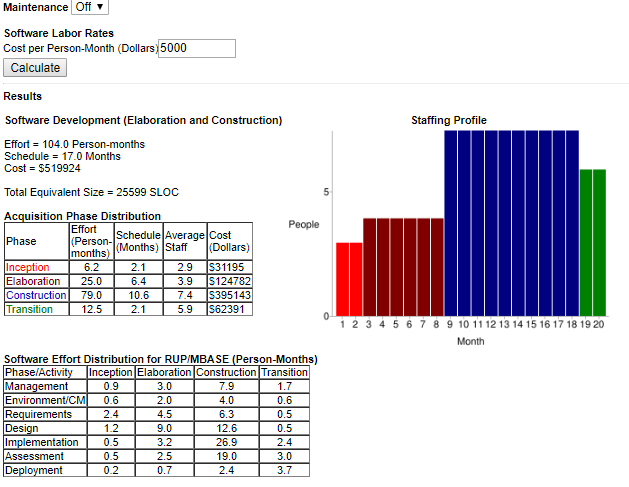 Maintenance Off ▼
Software Labor Rates
Cost per Person-Month (Dollars) 5000
Calculate
Results
Software Development (Elaboration and Construction)
Effort = 104.0 Person-months
Schedule = 17.0 Months
Cost = $519924
Total Equivalent Size = 25599 SLOC
Acquisition Phase Distribution
Phase Effort (Person-months) Schedule (Months) Average Staff Cost (Dollars)
Inception 6.2 2.1 2.9 $31195
Elaboration 25.0 6.4 3.9 $124782
Construction 79.0 10.6 7.4 $395143
Transition 12.5 2.1 5.9 $62391
Staffing Profile
5
People
0
1 2 3 4 5 6 7 8 9 10 11 12 13 14 15 16 17 18 19 20
Month
Software Effort Distribution for RUP/MBASE (Person-Months)
Phase/Activity Inception Elaboration Construction Transition
Management 0.9 3.0 7.9 1.7
Environment/CM 0.6 2.0 4.0 0.6
Requirements 2.4 4.5 6.3 0.5
Design 1.2 9.0 12.6 0.5
Implementation 0.5 3.2 26.9 2.4
Assessment 0.5 2.5 19.0 3.0
Deployment 0.2 0.7 2.4 3.7